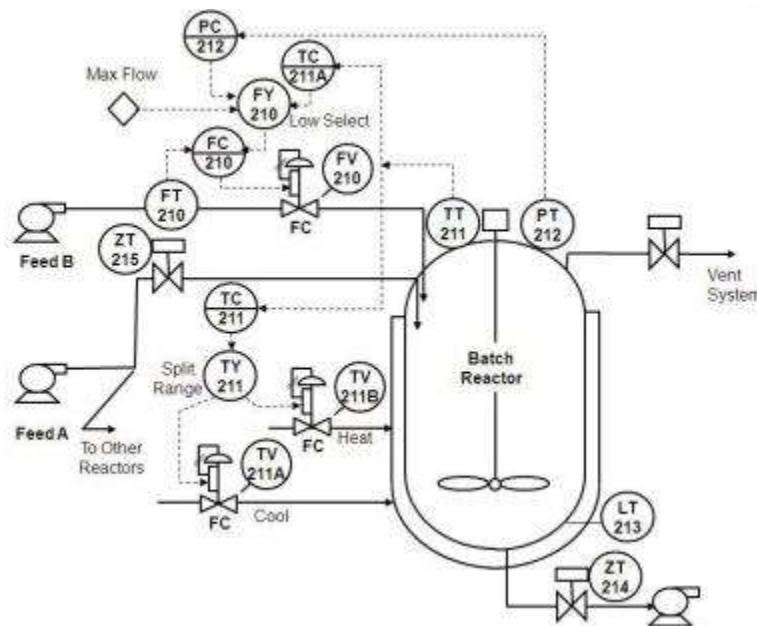 PC
212
TC
211A
Max Flow
FY
210
Low Select
FC
210
FV
210
FT
210
FC
TT
211
PT
212
Feed B
ZT
215
Vent
System
TC
211
Batch
Reactor
Split
Range
TY
211
TV
211B
Feed A
FC
Heat
To Other
Reactors
TV
211A
FC
Cool
LT
213
ZT
214